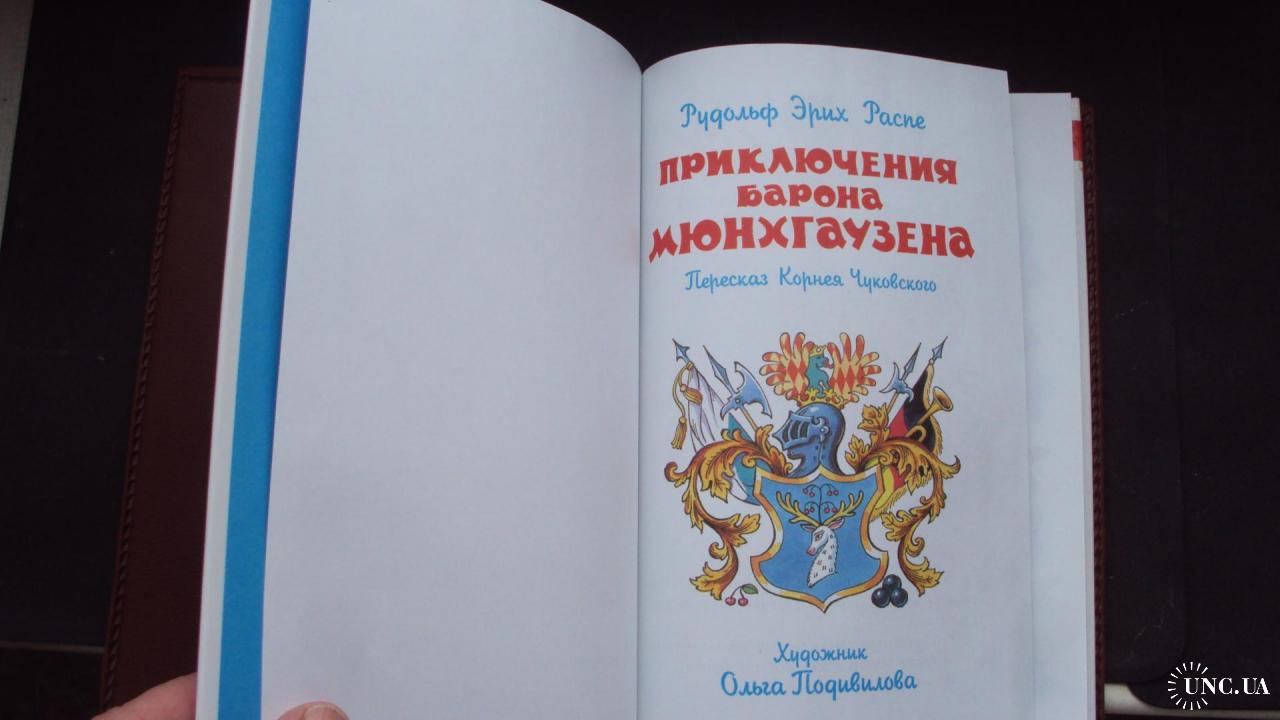 Рудольф Эрих Распе
ПРИКЛЮЧЕНИЯ
БАРОНА
МЮНХГАУЗЕНА
Пересказ Корнея Чуковского
Художник
Ольга Подивилова
UNC.UA